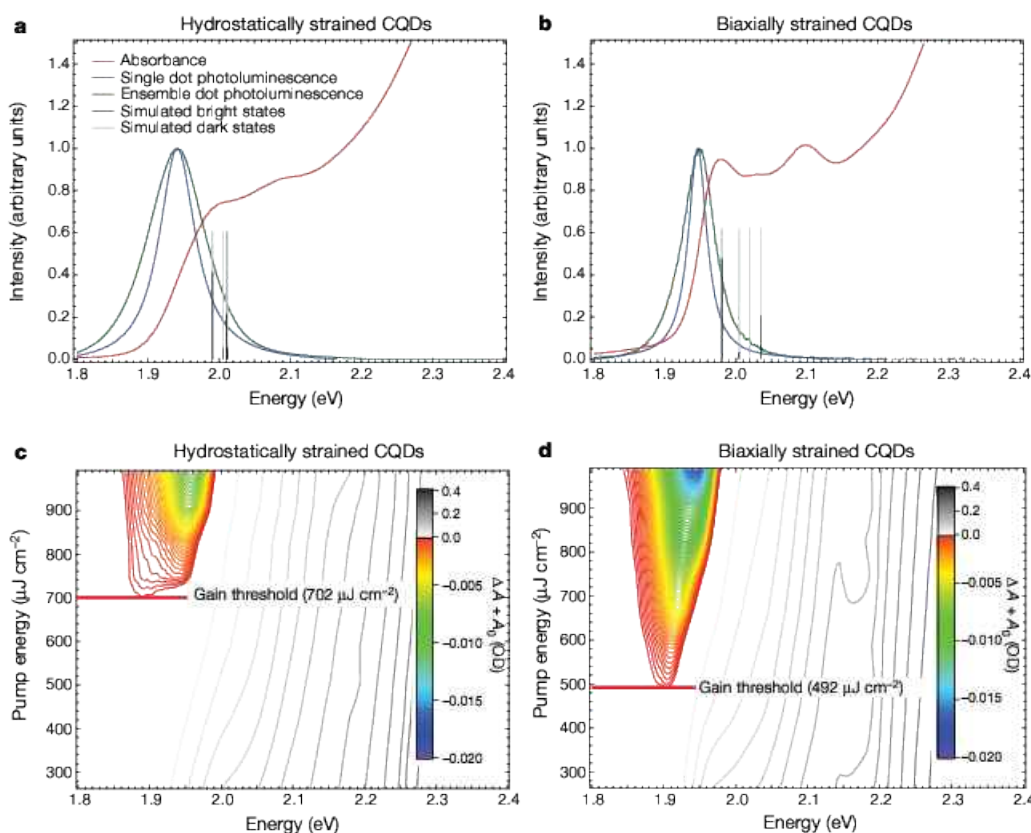 a
Hydrostatically strained CQDs
1.4
1.2
1.0
0.8
0.6
0.4
0.2
0.0
Intensity (arbitrary units)
Absorbance
Single dot photoluminescence
Ensemble dot photoluminescence
Simulated bright states
Simulated dark states
1.8 1.9 2.0 2.1 2.2 2.3 2.4
Energy (eV)
b
Biaxially strained CQDs
1.4
1.2
1.0
0.8
0.6
0.4
0.2
0.0
Intensity (arbitrary units)
1.8 1.9 2.0 2.1 2.2 2.3 2.4
Energy (eV)
c
Hydrostatically strained CQDs
900
800
700
600
500
400
300
Pump energy (μJ cm⁻²)
Gain threshold (702 μJ cm⁻²)
0.4
0.2
0.0
−0.005
−0.010
−0.015
−0.020
ΔA + A₀ (OD)
1.8 1.9 2.0 2.1 2.2 2.3 2.4
Energy (eV)
d
Biaxially strained CQDs
900
800
700
600
500
400
300
Pump energy (μJ cm⁻²)
Gain threshold (492 μJ cm⁻²)
0.4
0.2
0.0
−0.005
−0.010
−0.015
−0.020
ΔA + A₀ (OD)
1.8 1.9 2.0 2.1 2.2 2.3 2.4
Energy (eV)